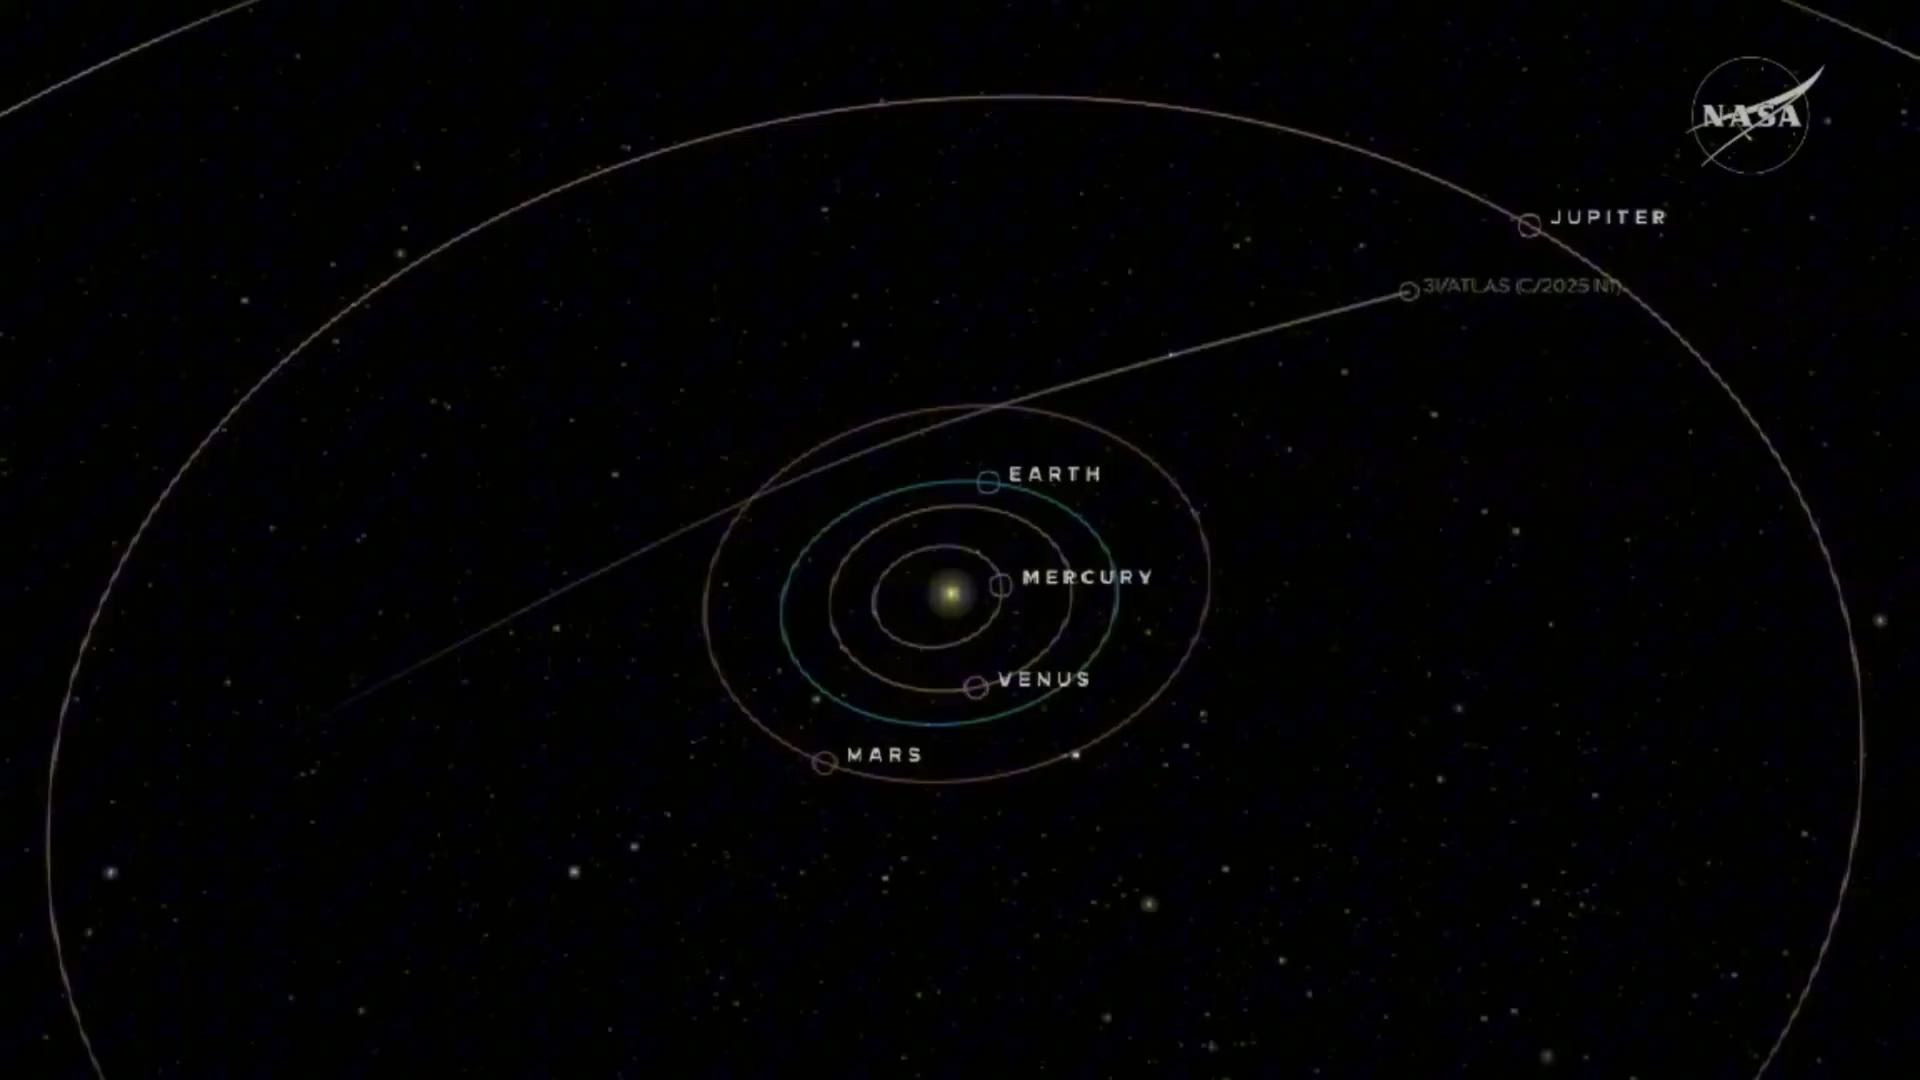 NASA
JUPITER
3I/ATLAS (C/2025 N1)
EARTH
MERCURY
VENUS
MARS